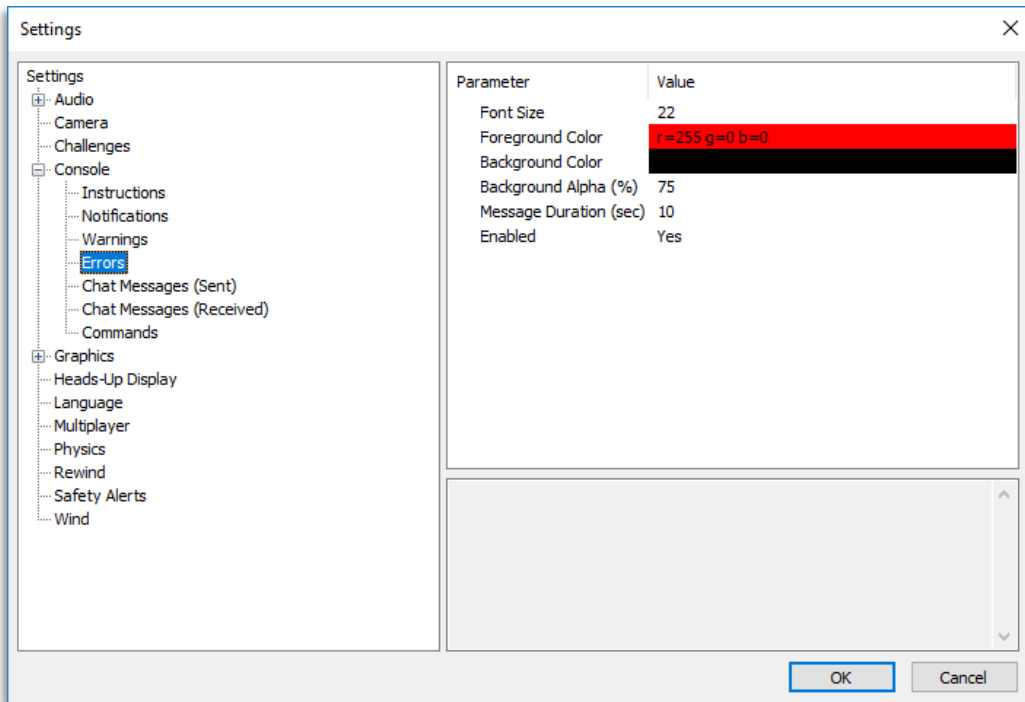 Settings
Settings
Audio
Camera
Challenges
Console
Instructions
Notifications
Warnings
Errors
Chat Messages (Sent)
Chat Messages (Received)
Commands
Graphics
Heads-Up Display
Language
Multiplayer
Physics
Rewind
Safety Alerts
Wind
Parameter Value
Font Size 22
Foreground Color r=255 g=0 b=0
Background Color
Background Alpha (%) 75
Message Duration (sec) 10
Enabled Yes
OK Cancel